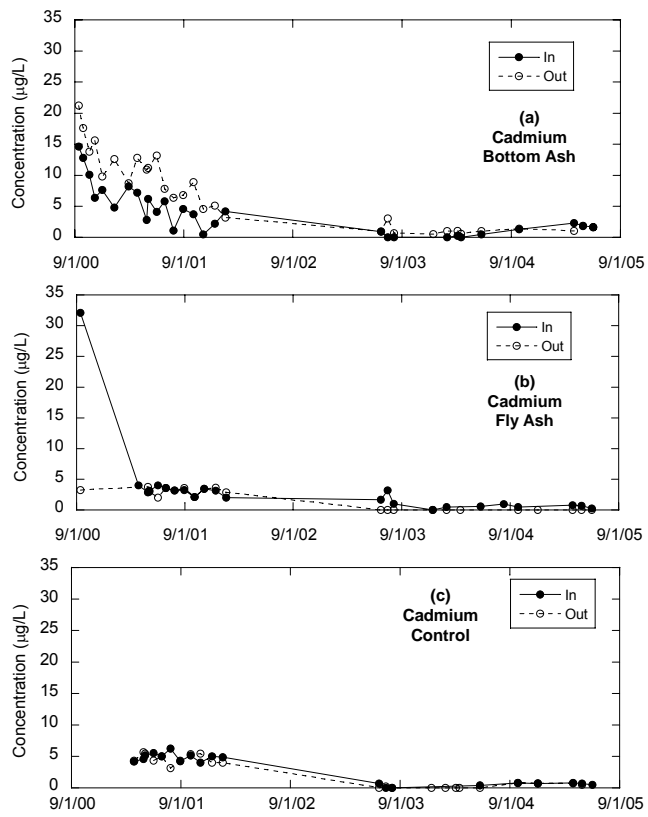 35
30
25
20
15
10
5
0
Concentration (µg/L)
In
Out
(a)
Cadmium
Bottom Ash
9/1/00 9/1/01 9/1/02 9/1/03 9/1/04 9/1/05
35
30
25
20
15
10
5
0
Concentration (µg/L)
In
Out
(b)
Cadmium
Fly Ash
9/1/00 9/1/01 9/1/02 9/1/03 9/1/04 9/1/05
35
30
25
20
15
10
5
0
Concentration (µg/L)
(c)
Cadmium
Control
In
Out
9/1/00 9/1/01 9/1/02 9/1/03 9/1/04 9/1/05